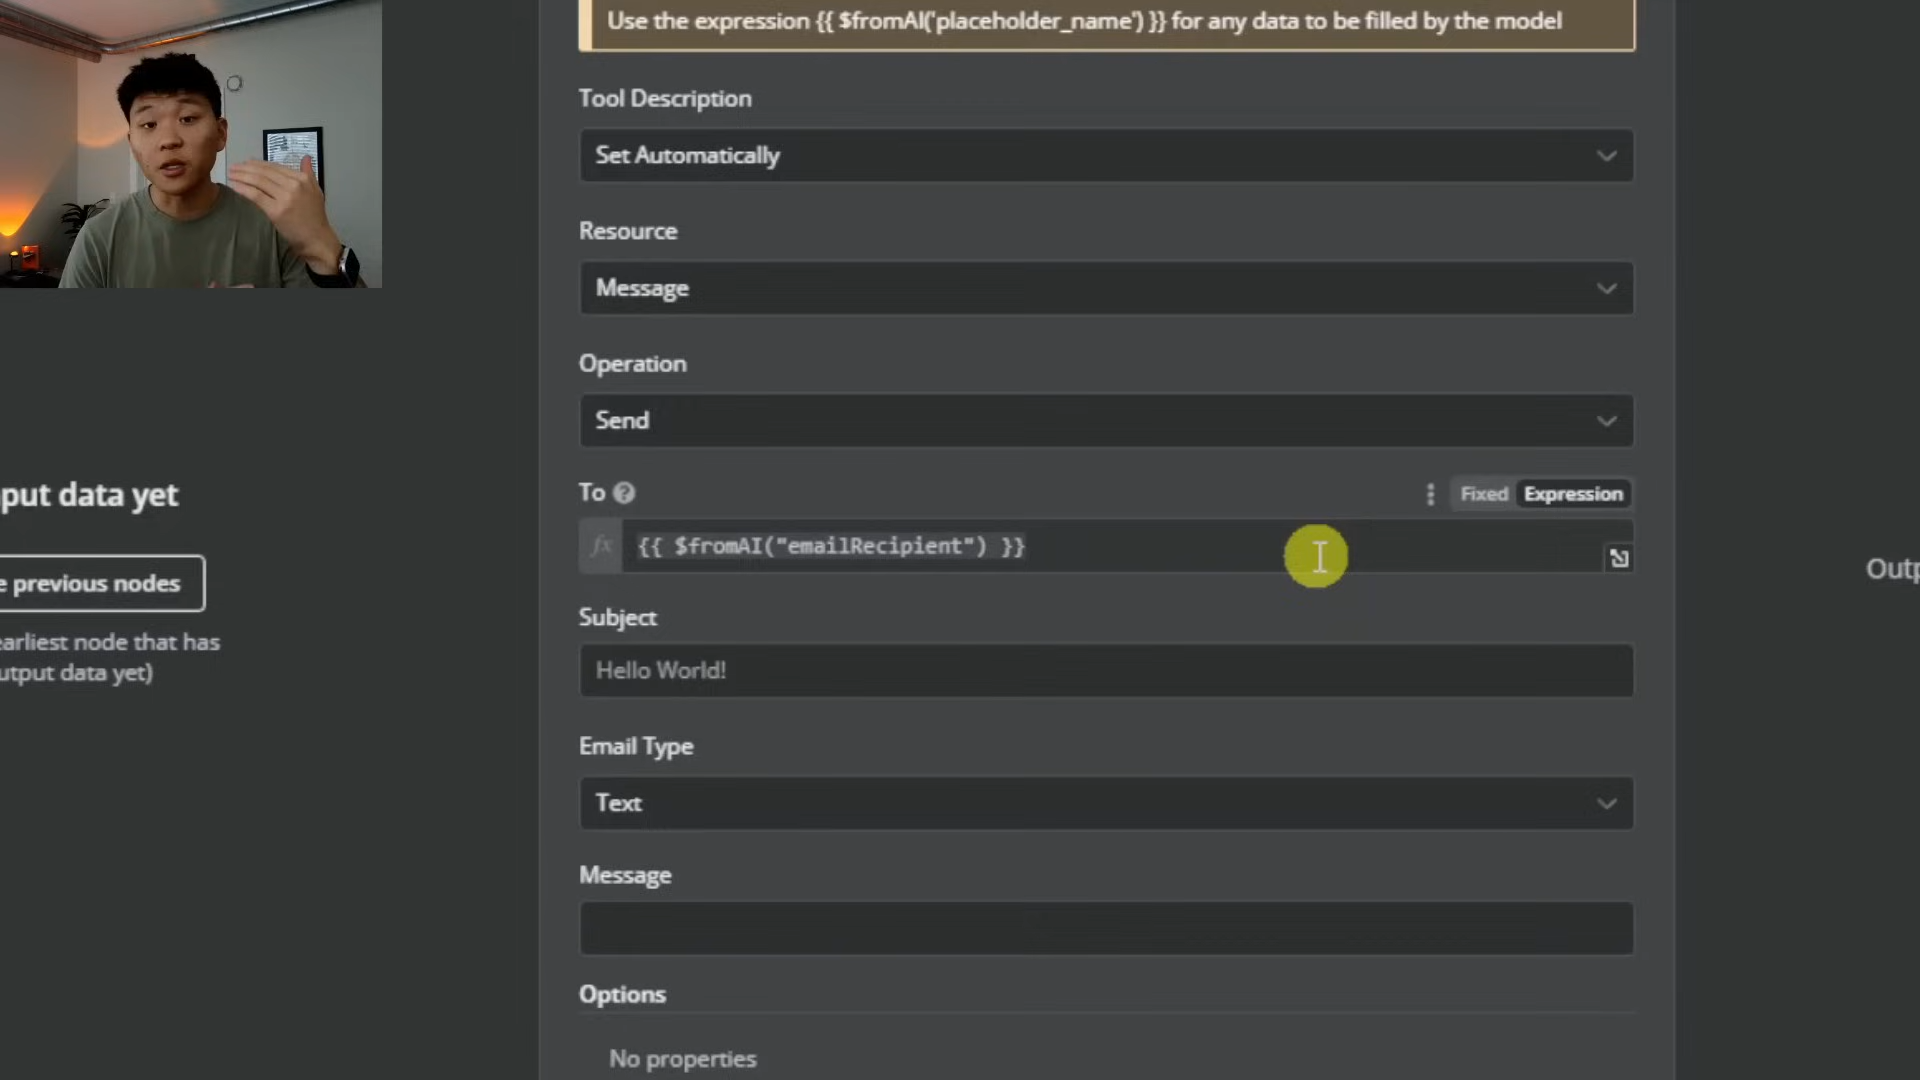 Use the expression {{ $fromAI('placeholder_name') }} for any data to be filled by the model
Tool Description
Set Automatically
Resource
Message
Operation
Send
To
Fixed Expression
fx {{ $fromAI("emailRecipient") }}
Subject
Hello World!
Email Type
Text
Message
Options
No properties
put data yet
e previous nodes
earliest node that has
utput data yet)
Outp